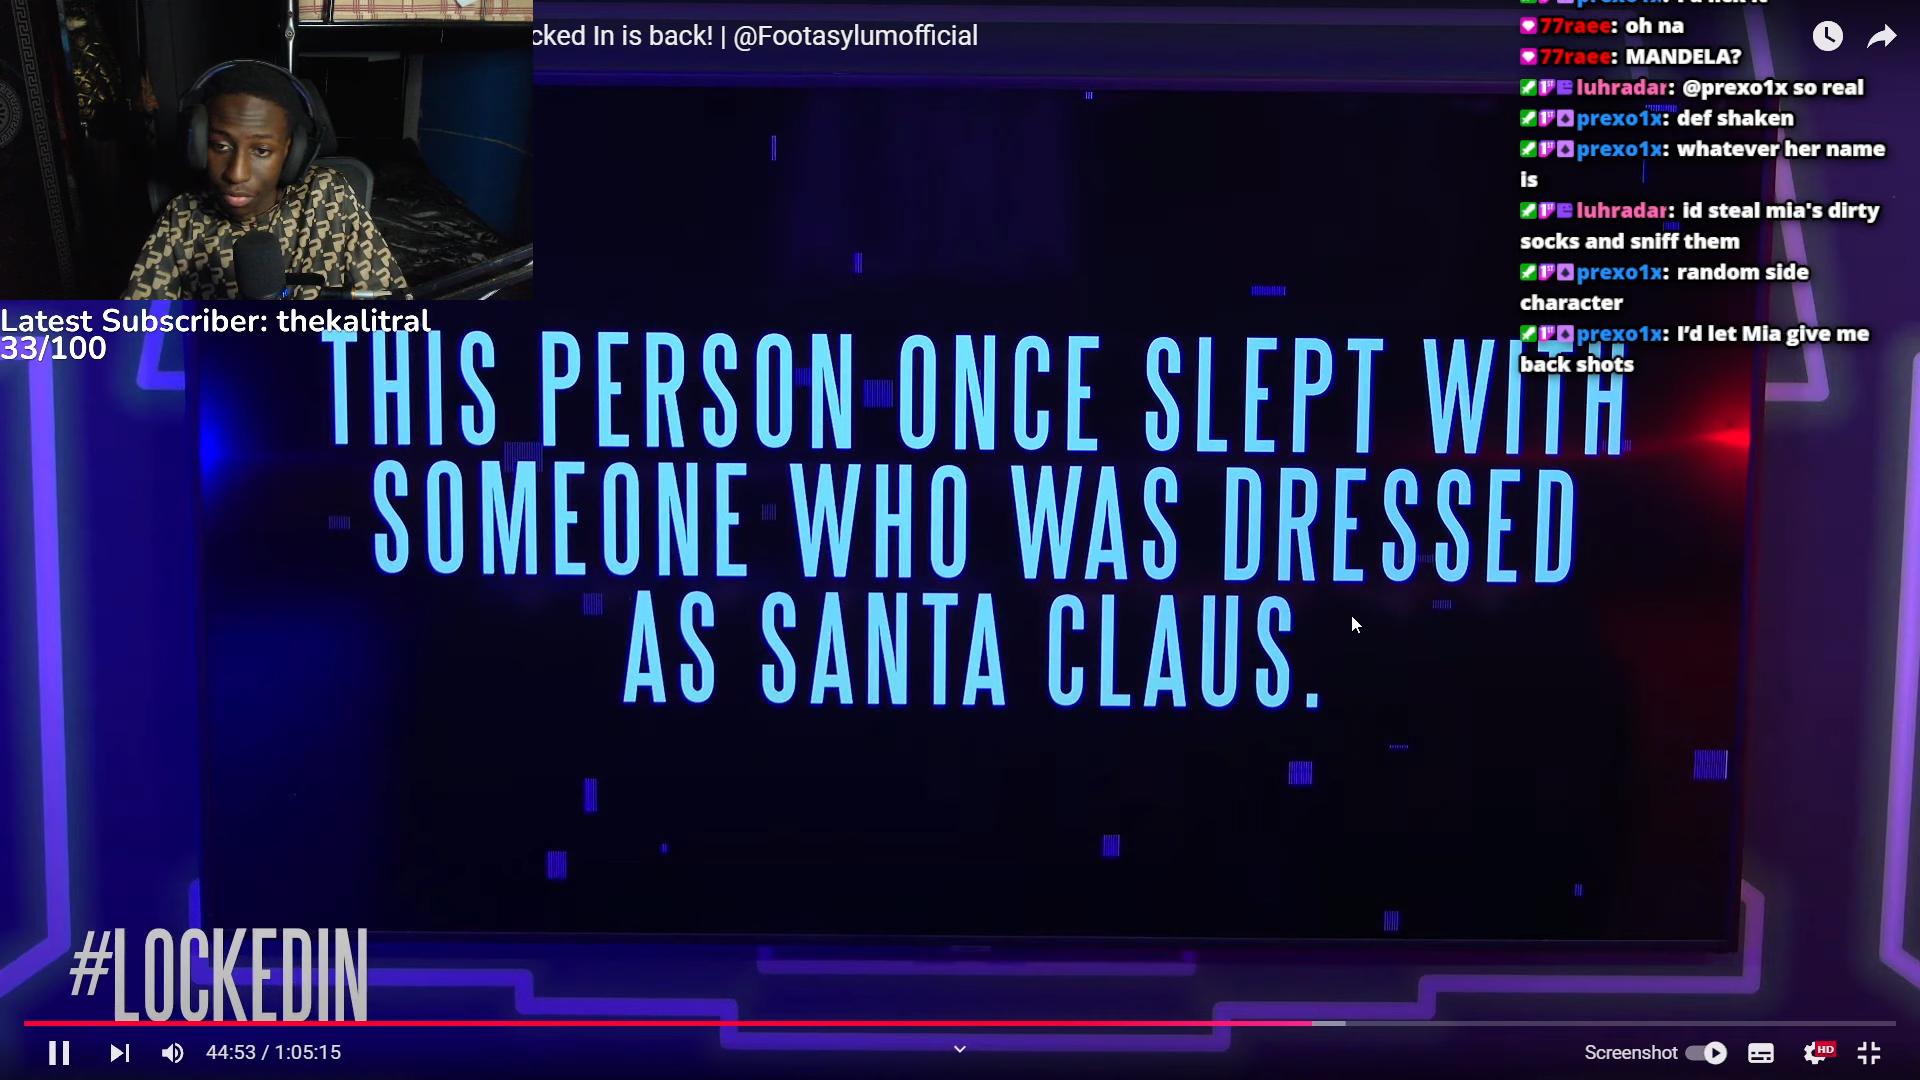 cked In is back! | @Footasylumofficial
77raee: oh na
77raee: MANDELA?
luhradar: @prexo1x so real
prexo1x: def shaken
prexo1x: whatever her name
is
luhradar: id steal mia's dirty
socks and sniff them
prexo1x: random side
character
prexo1x: I'd let Mia give me
back shots
Latest Subscriber: thekalitral
33/100
THIS PERSON ONCE SLEPT WITH
SOMEONE WHO WAS DRESSED
AS SANTA CLAUS.
#LOCKEDIN
44:53 / 1:05:15
Screenshot
HD